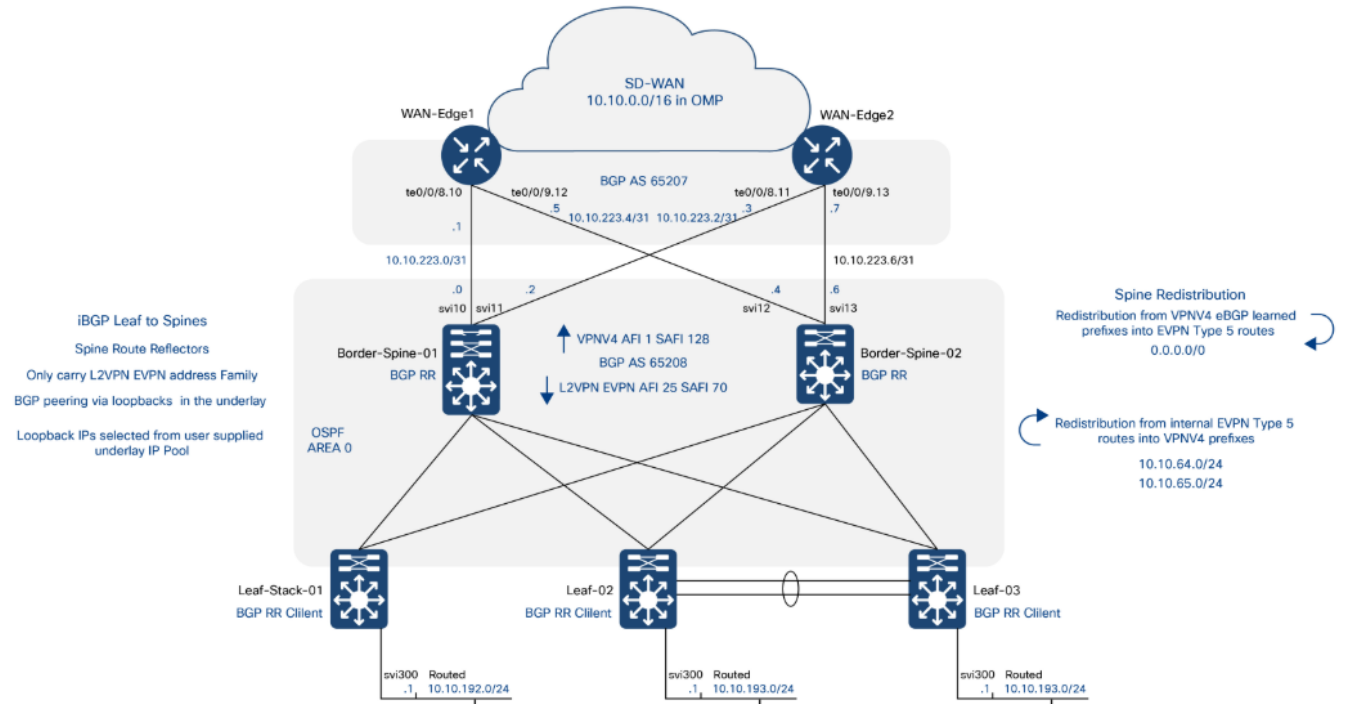 SD-WAN
10.10.0.0/16 in OMP
WAN-Edge1
WAN-Edge2
BGP AS 65207
te0/0/8.10
te0/0/9.12
te0/0/8.11
te0/0/9.13
.5
.3
.7
10.10.223.4/31
10.10.223.2/31
.1
10.10.223.0/31
10.10.223.6/31
.0
.2
.4
.6
svi10
svi11
svi12
svi13
iBGP Leaf to Spines
Spine Route Reflectors
Only carry L2VPN EVPN address Family
BGP peering via loopbacks in the underlay
Loopback IPs selected from user supplied
underlay IP Pool
Border-Spine-01
BGP RR
VPNV4 AFI 1 SAFI 128
BGP AS 65208
L2VPN EVPN AFI 25 SAFI 70
Border-Spine-02
BGP RR
Spine Redistribution
Redistribution from VPNV4 eBGP learned
prefixes into EVPN Type 5 routes
0.0.0.0/0
Redistribution from internal EVPN Type 5
routes into VPNV4 prefixes
10.10.64.0/24
10.10.65.0/24
OSPF
AREA 0
Leaf-Stack-01
BGP RR Clilent
Leaf-02
BGP RR Clilent
Leaf-03
BGP RR Clilent
svi300 Routed
.1 10.10.192.0/24
svi300 Routed
.1 10.10.193.0/24
svi300 Routed
.1 10.10.193.0/24